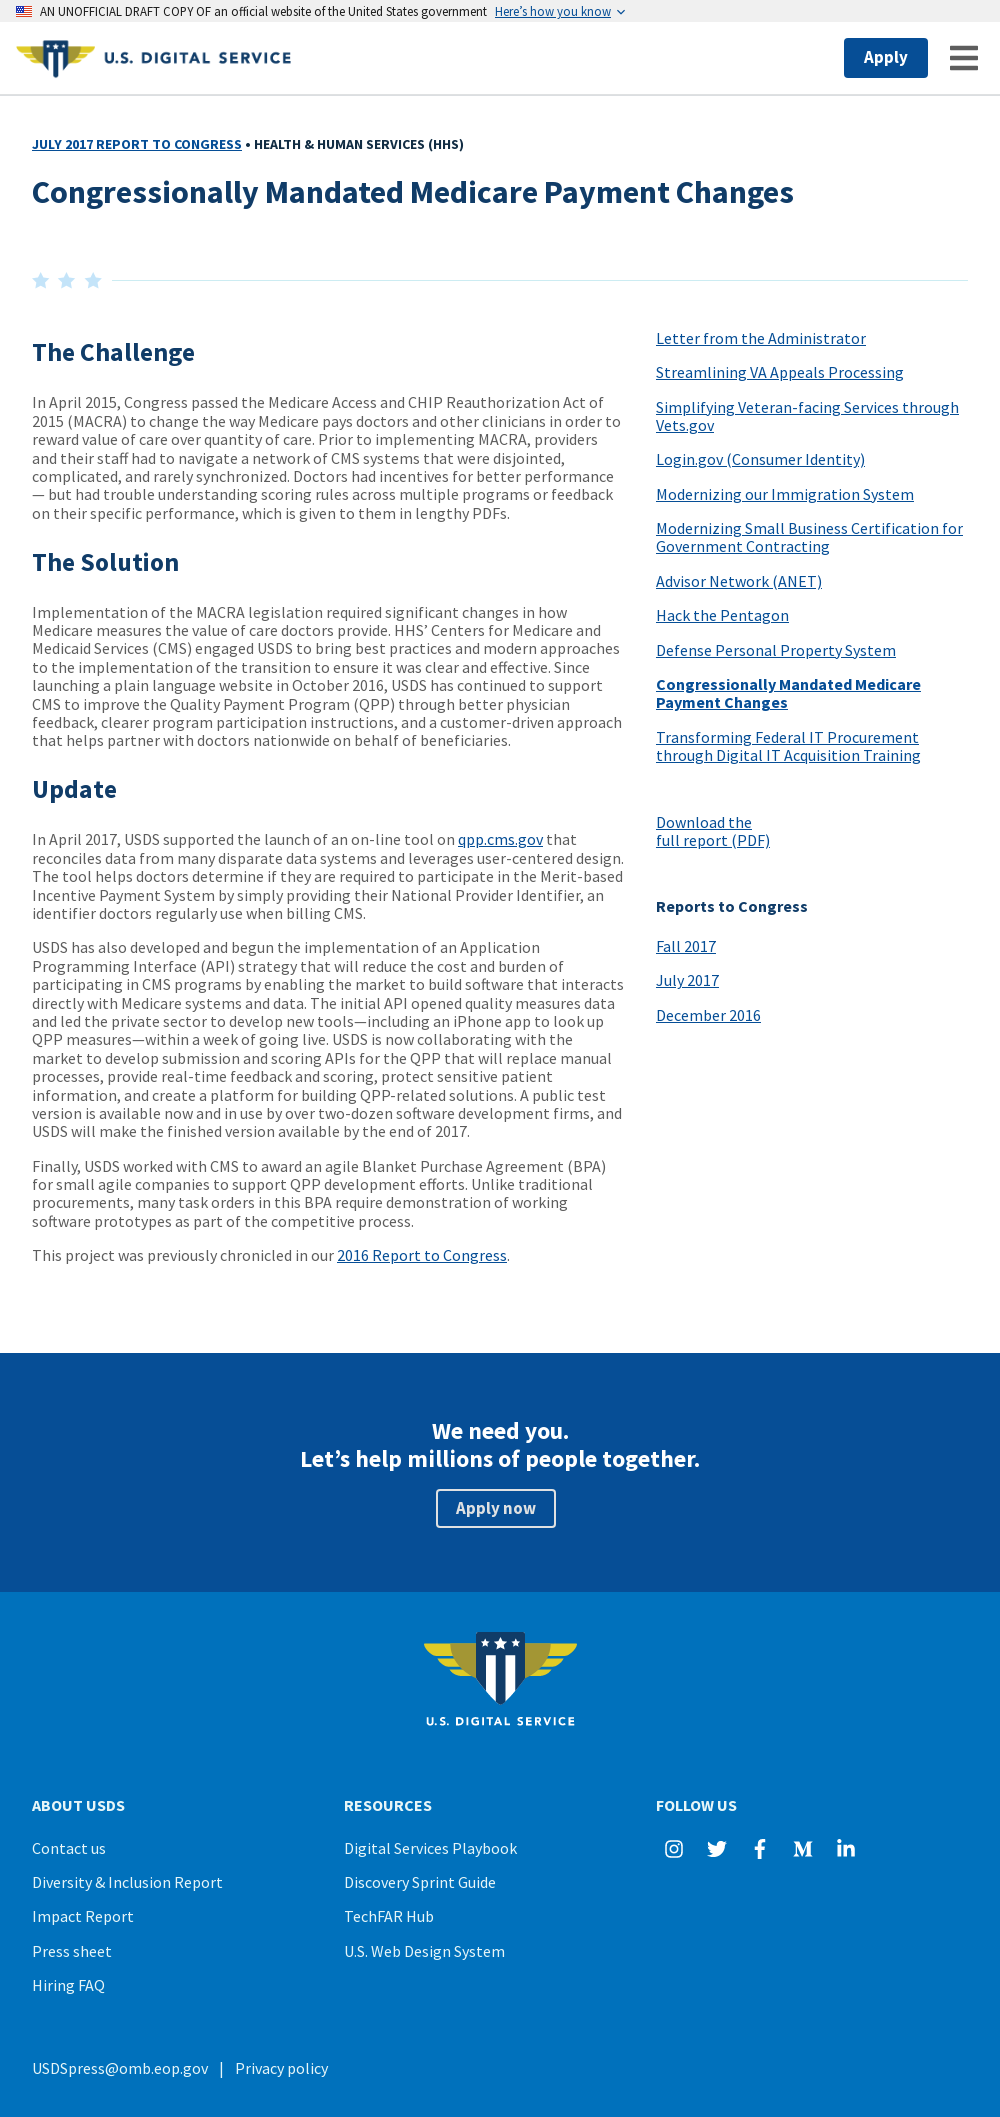 AN UNOFFICIAL DRAFT COPY OF an official website of the United States government Here’s how you know
U.S. DIGITAL SERVICE
Apply
JULY 2017 REPORT TO CONGRESS • HEALTH & HUMAN SERVICES (HHS)
Congressionally Mandated Medicare Payment Changes
The Challenge
In April 2015, Congress passed the Medicare Access and CHIP Reauthorization Act of
2015 (MACRA) to change the way Medicare pays doctors and other clinicians in order to
reward value of care over quantity of care. Prior to implementing MACRA, providers
and their staff had to navigate a network of CMS systems that were disjointed,
complicated, and rarely synchronized. Doctors had incentives for better performance
— but had trouble understanding scoring rules across multiple programs or feedback
on their specific performance, which is given to them in lengthy PDFs.
The Solution
Implementation of the MACRA legislation required significant changes in how
Medicare measures the value of care doctors provide. HHS’ Centers for Medicare and
Medicaid Services (CMS) engaged USDS to bring best practices and modern approaches
to the implementation of the transition to ensure it was clear and effective. Since
launching a plain language website in October 2016, USDS has continued to support
CMS to improve the Quality Payment Program (QPP) through better physician
feedback, clearer program participation instructions, and a customer-driven approach
that helps partner with doctors nationwide on behalf of beneficiaries.
Update
In April 2017, USDS supported the launch of an on-line tool on qpp.cms.gov that
reconciles data from many disparate data systems and leverages user-centered design.
The tool helps doctors determine if they are required to participate in the Merit-based
Incentive Payment System by simply providing their National Provider Identifier, an
identifier doctors regularly use when billing CMS.
USDS has also developed and begun the implementation of an Application
Programming Interface (API) strategy that will reduce the cost and burden of
participating in CMS programs by enabling the market to build software that interacts
directly with Medicare systems and data. The initial API opened quality measures data
and led the private sector to develop new tools—including an iPhone app to look up
QPP measures—within a week of going live. USDS is now collaborating with the
market to develop submission and scoring APIs for the QPP that will replace manual
processes, provide real-time feedback and scoring, protect sensitive patient
information, and create a platform for building QPP-related solutions. A public test
version is available now and in use by over two-dozen software development firms, and
USDS will make the finished version available by the end of 2017.
Finally, USDS worked with CMS to award an agile Blanket Purchase Agreement (BPA)
for small agile companies to support QPP development efforts. Unlike traditional
procurements, many task orders in this BPA require demonstration of working
software prototypes as part of the competitive process.
This project was previously chronicled in our 2016 Report to Congress.
Letter from the Administrator
Streamlining VA Appeals Processing
Simplifying Veteran-facing Services through
Vets.gov
Login.gov (Consumer Identity)
Modernizing our Immigration System
Modernizing Small Business Certification for
Government Contracting
Advisor Network (ANET)
Hack the Pentagon
Defense Personal Property System
Congressionally Mandated Medicare
Payment Changes
Transforming Federal IT Procurement
through Digital IT Acquisition Training
Download the
full report (PDF)
Reports to Congress
Fall 2017
July 2017
December 2016
We need you.
Let’s help millions of people together.
Apply now
U.S. DIGITAL SERVICE
ABOUT USDS
Contact us
Diversity & Inclusion Report
Impact Report
Press sheet
Hiring FAQ
RESOURCES
Digital Services Playbook
Discovery Sprint Guide
TechFAR Hub
U.S. Web Design System
FOLLOW US
USDSpress@omb.eop.gov | Privacy policy